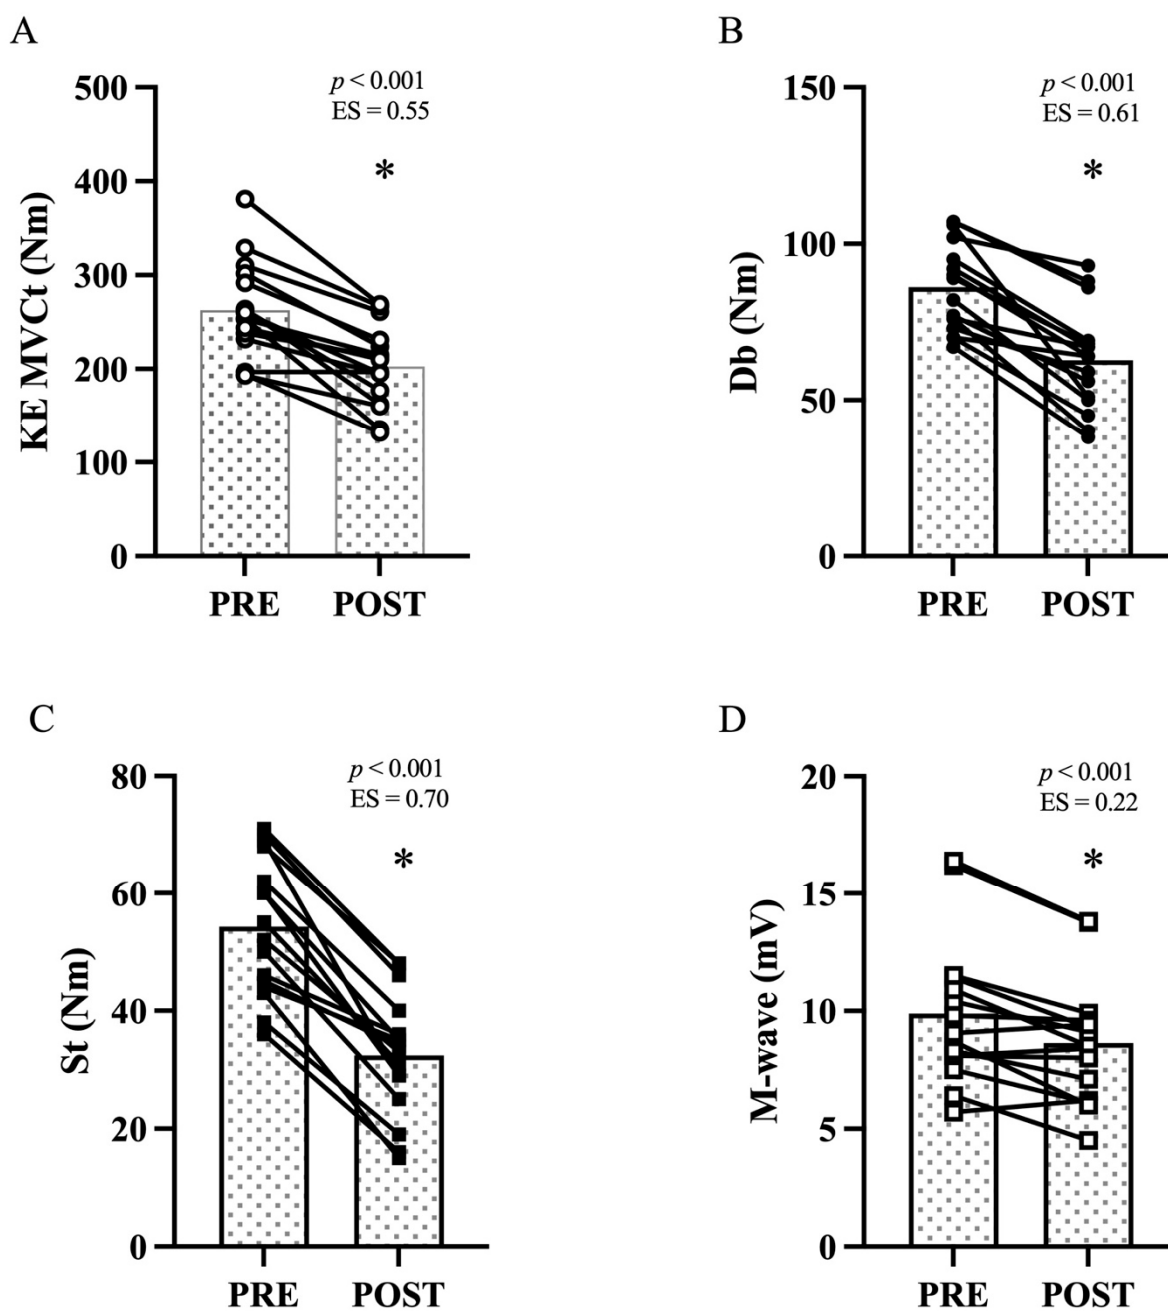 A
p < 0.001
ES = 0.55
*
KE MVCt (Nm)
500
400
300
200
100
0
PRE POST
B
p < 0.001
ES = 0.61
*
Db (Nm)
150
100
50
0
PRE POST
C
p < 0.001
ES = 0.70
*
St (Nm)
80
60
40
20
0
PRE POST
D
p < 0.001
ES = 0.22
*
M-wave (mV)
20
15
10
5
0
PRE POST